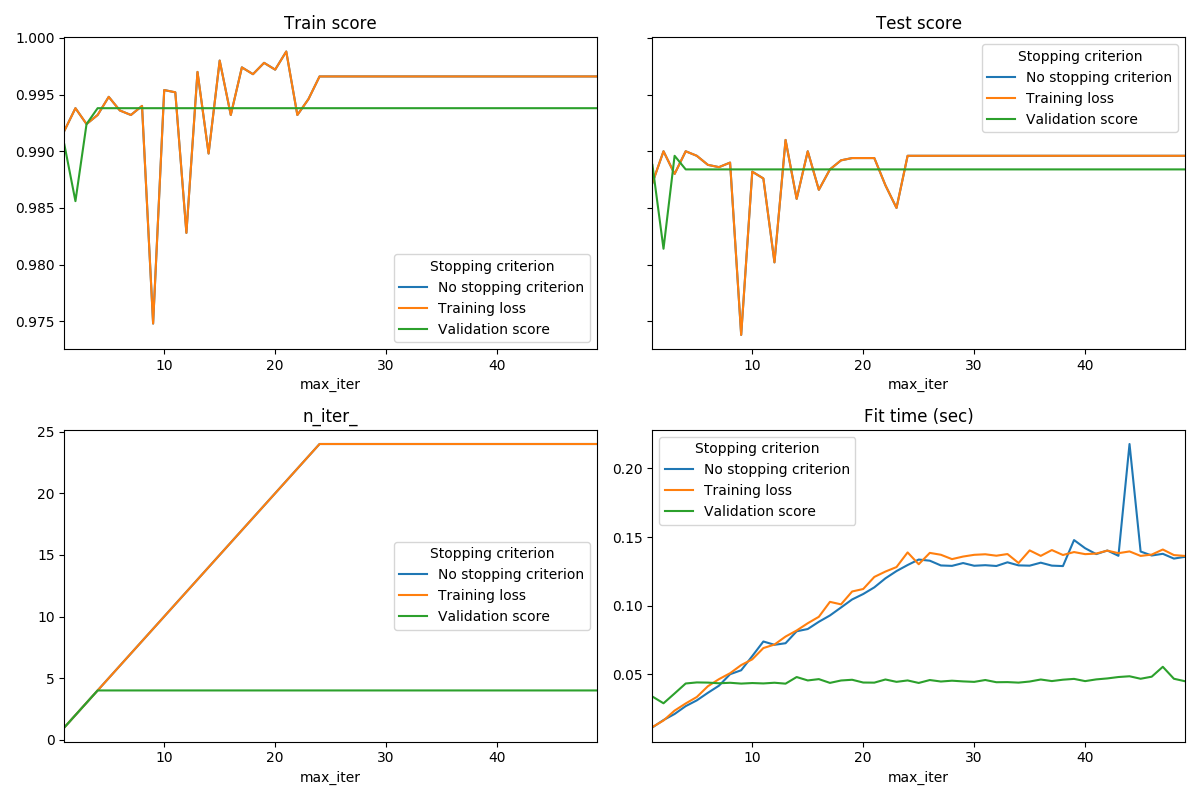 Train score
1.000
0.995
0.990
0.985
0.980
0.975
10
20
30
40
max_iter
Stopping criterion
No stopping criterion
Training loss
Validation score
Test score
Stopping criterion
No stopping criterion
Training loss
Validation score
10
20
30
40
max_iter
n_iter_
25
20
15
10
5
0
Stopping criterion
No stopping criterion
Training loss
Validation score
10
20
30
40
max_iter
Fit time (sec)
Stopping criterion
No stopping criterion
Training loss
Validation score
0.20
0.15
0.10
0.05
10
20
30
40
max_iter